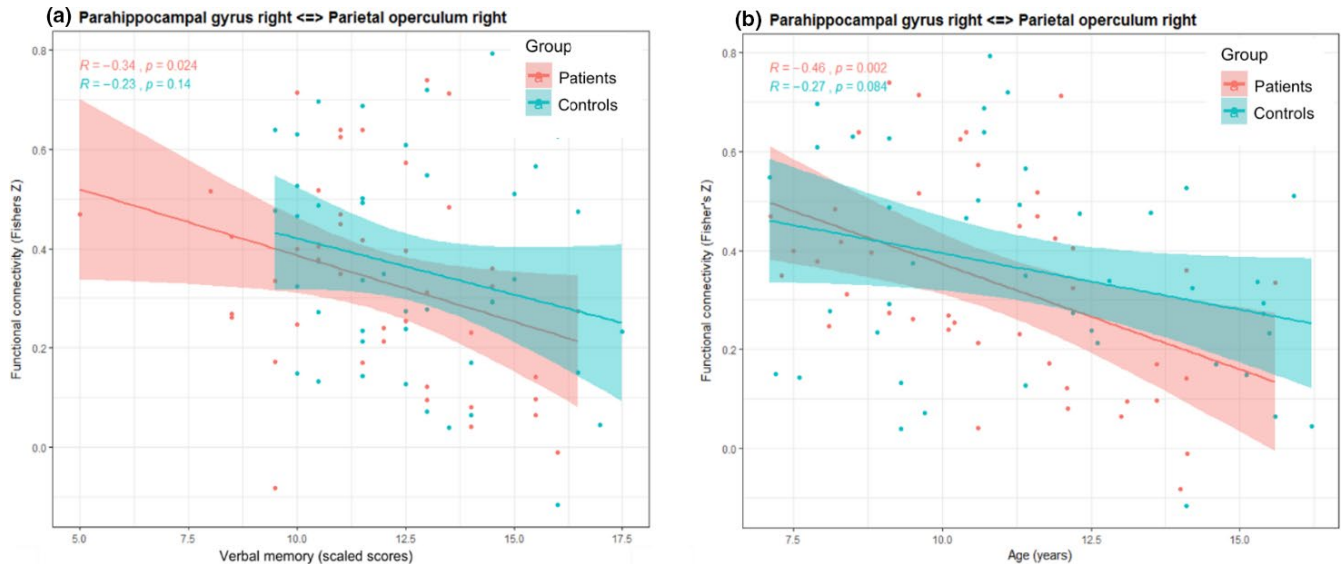 (a) Parahippocampal gyrus right <=> Parietal operculum right
R = −0.34 , p = 0.024
R = −0.23 , p = 0.14
Group
Patients
Controls
Functional connectivity (Fishers Z)
0.8
0.6
0.4
0.2
0.0
5.0 7.5 10.0 12.5 15.0 17.5
Verbal memory (scaled scores)
(b) Parahippocampal gyrus right <=> Parietal operculum right
R = −0.46 , p = 0.002
R = −0.27 , p = 0.084
Group
Patients
Controls
Functional connectivity (Fisher's Z)
0.8
0.6
0.4
0.2
0.0
7.5 10.0 12.5 15.0
Age (years)